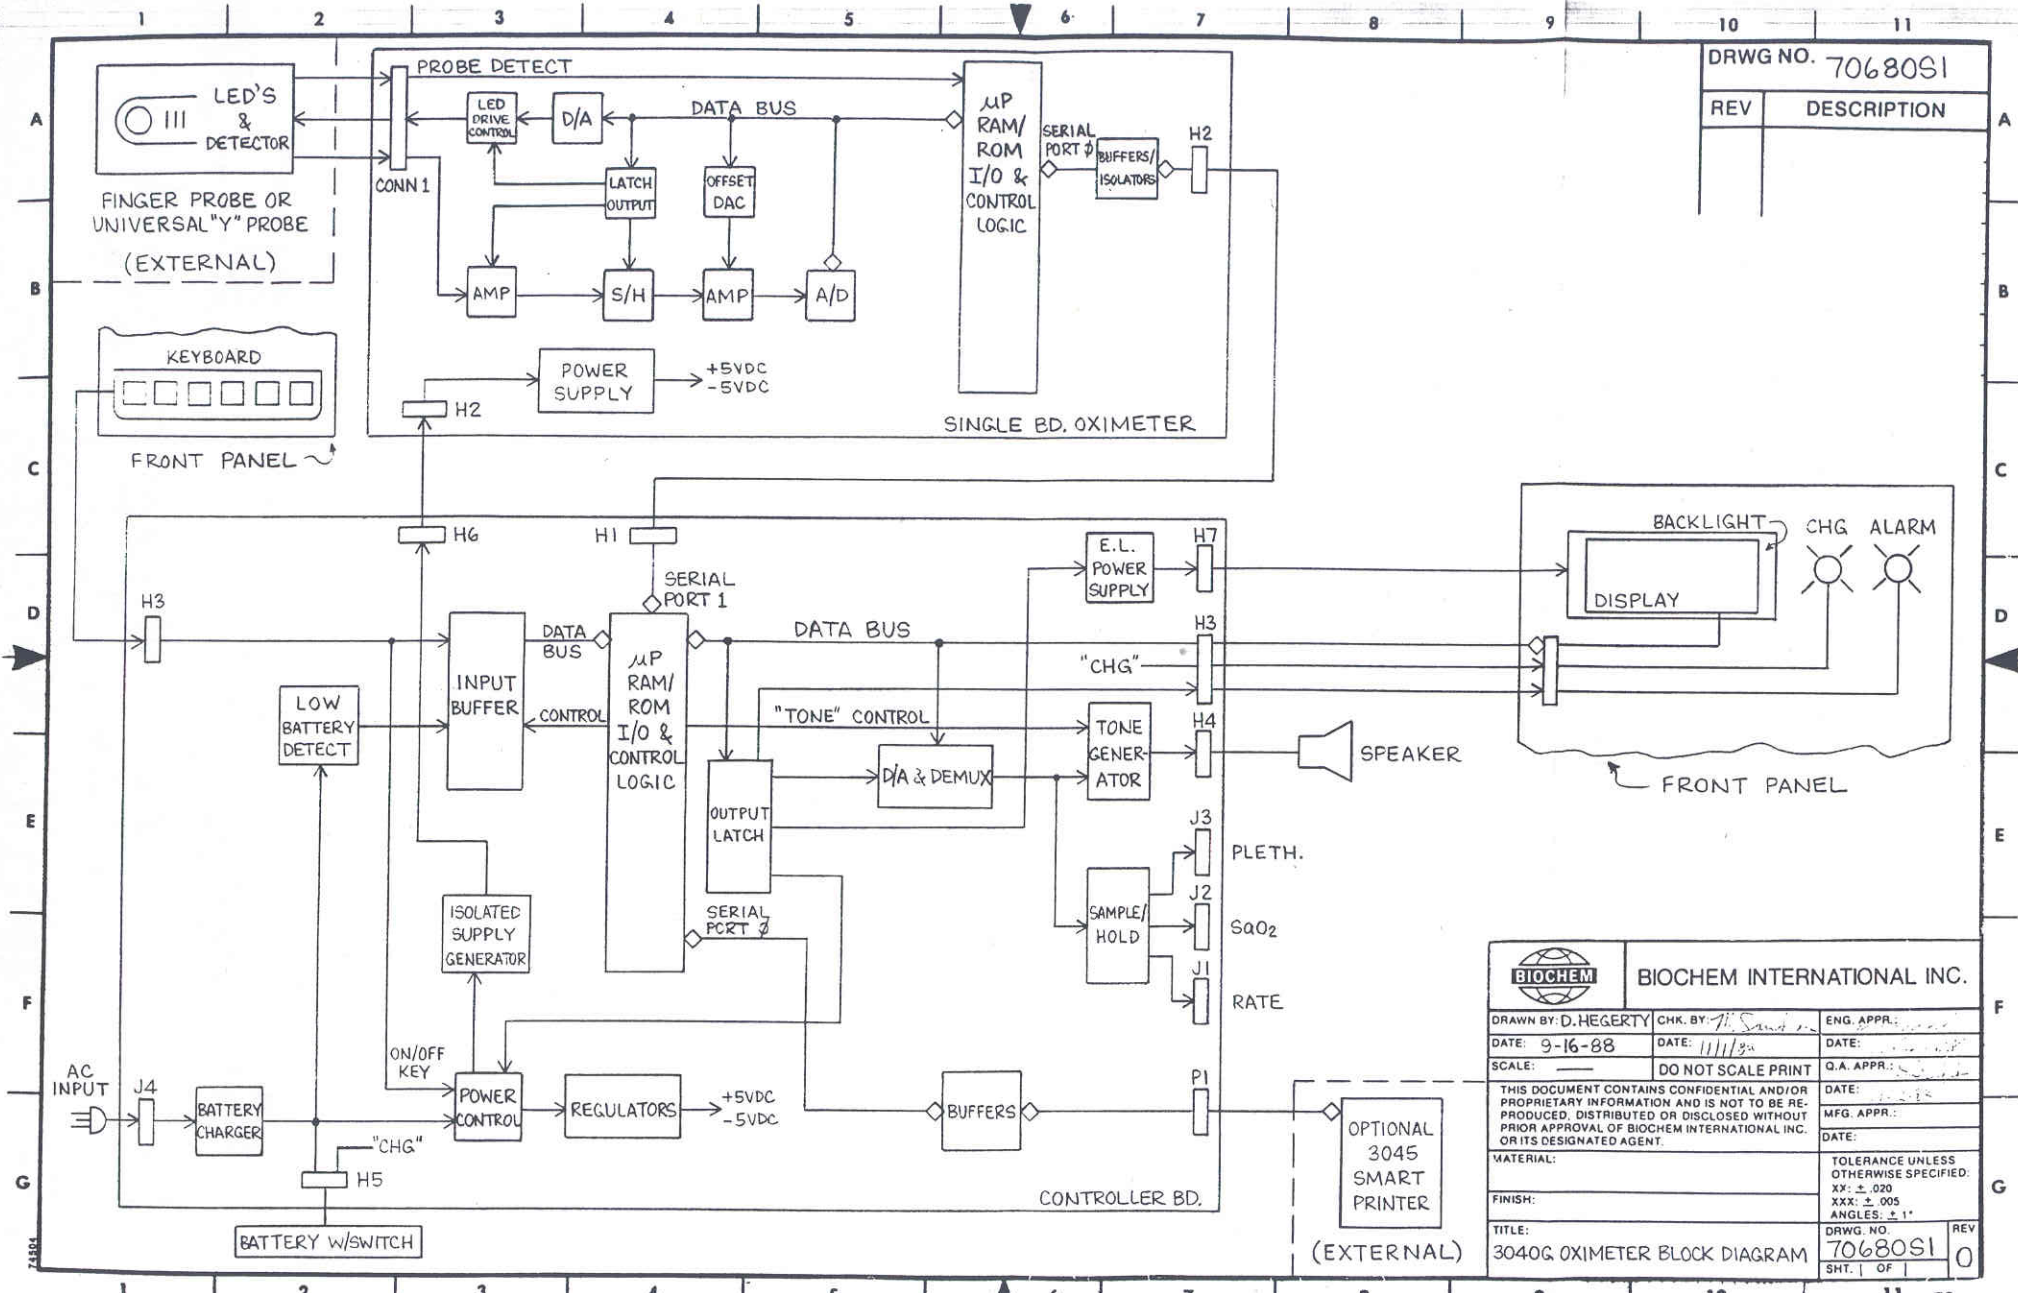 1 2 3 4 5 6 7 8 9 10 11
A
B
C
D
E
F
G
DRWG NO. 70680S1
REV DESCRIPTION
LED'S
&
DETECTOR
FINGER PROBE OR
UNIVERSAL "Y" PROBE
(EXTERNAL)
CONN 1
PROBE DETECT
LED
DRIVE
CONTROL
D/A
DATA BUS
LATCH
OUTPUT
OFFSET
DAC
AMP
S/H
AMP
A/D
μP
RAM/
ROM
I/O &
CONTROL
LOGIC
SERIAL
PORT Ø
BUFFERS/
ISOLATORS
H2
POWER
SUPPLY
+5VDC
-5VDC
H2
SINGLE BD. OXIMETER
KEYBOARD
FRONT PANEL
H6
H1
SERIAL
PORT 1
H3
DATA
BUS
INPUT
BUFFER
CONTROL
LOW
BATTERY
DETECT
μP
RAM/
ROM
I/O &
CONTROL
LOGIC
DATA BUS
"TONE" CONTROL
OUTPUT
LATCH
D/A & DEMUX
E.L.
POWER
SUPPLY
H7
H3
"CHG"
H4
TONE
GENER-
ATOR
SPEAKER
BACKLIGHT
CHG ALARM
DISPLAY
FRONT PANEL
SAMPLE/
HOLD
J3
PLETH.
J2
SaO2
J1
RATE
ISOLATED
SUPPLY
GENERATOR
SERIAL
PORT Ø
ON/OFF
KEY
AC
INPUT
J4
BATTERY
CHARGER
POWER
CONTROL
REGULATORS
+5VDC
-5VDC
"CHG"
H5
BATTERY W/SWITCH
BUFFERS
P1
CONTROLLER BD.
OPTIONAL
3045
SMART
PRINTER
(EXTERNAL)
BIOCHEM
BIOCHEM INTERNATIONAL INC.
DRAWN BY: D. HEGERTY CHK. BY: ENG. APPR.:
DATE: 9-16-88 DATE: DATE:
SCALE: — DO NOT SCALE PRINT Q.A. APPR.:
THIS DOCUMENT CONTAINS CONFIDENTIAL AND/OR
PROPRIETARY INFORMATION AND IS NOT TO BE RE-
PRODUCED, DISTRIBUTED OR DISCLOSED WITHOUT
PRIOR APPROVAL OF BIOCHEM INTERNATIONAL INC.
OR ITS DESIGNATED AGENT.
DATE:
MFG. APPR.:
DATE:
MATERIAL:
FINISH:
TOLERANCE UNLESS
OTHERWISE SPECIFIED:
XX: ± .020
XXX: ± .005
ANGLES: ± 1°
TITLE:
3040G OXIMETER BLOCK DIAGRAM
DRWG. NO.
70680S1
REV
0
SHT. 1 OF 1
74504